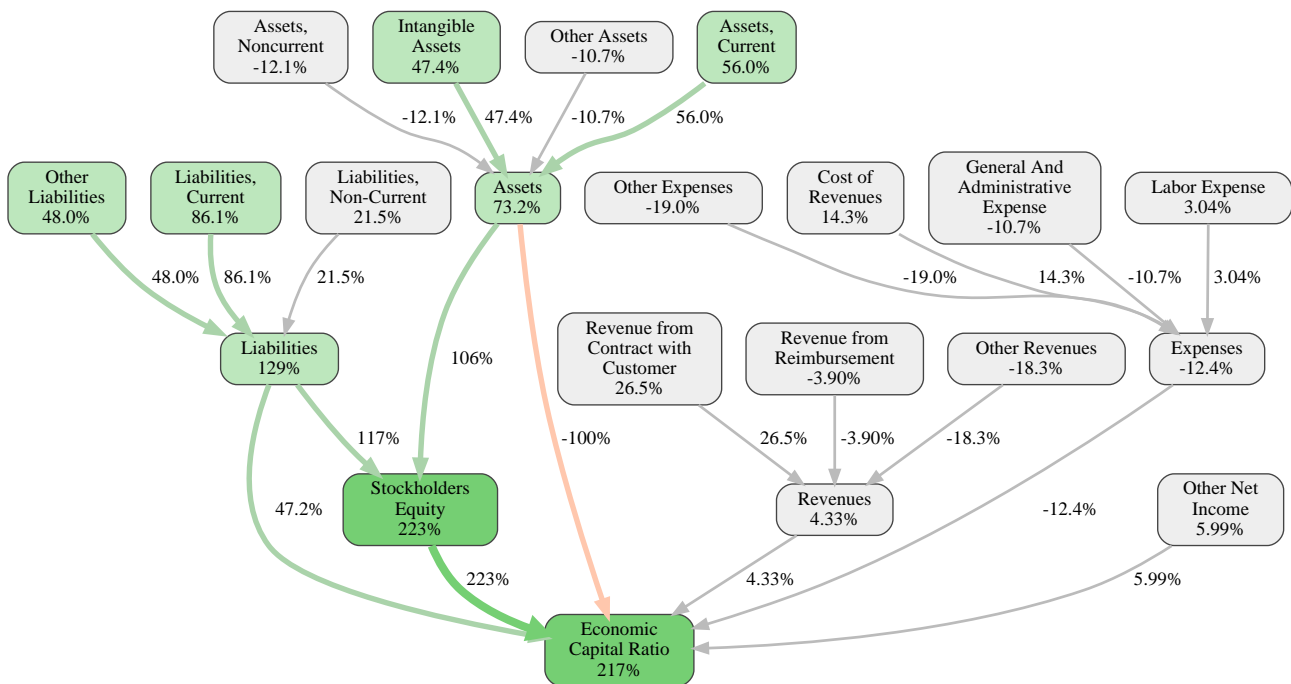 Assets,
Noncurrent
-12.1%
Intangible
Assets
47.4%
Other Assets
-10.7%
Assets,
Current
56.0%
-12.1%
47.4%
-10.7%
56.0%
Other
Liabilities
48.0%
Liabilities,
Current
86.1%
Liabilities,
Non-Current
21.5%
Assets
73.2%
Other Expenses
-19.0%
Cost of
Revenues
14.3%
General And
Administrative
Expense
-10.7%
Labor Expense
3.04%
48.0%
86.1%
21.5%
-19.0%
14.3%
-10.7%
3.04%
Liabilities
129%
106%
Revenue from
Contract with
Customer
26.5%
Revenue from
Reimbursement
-3.90%
Other Revenues
-18.3%
Expenses
-12.4%
117%
-100%
26.5%
-3.90%
-18.3%
47.2%
Stockholders
Equity
223%
Revenues
4.33%
-12.4%
Other Net
Income
5.99%
223%
4.33%
5.99%
Economic
Capital Ratio
217%